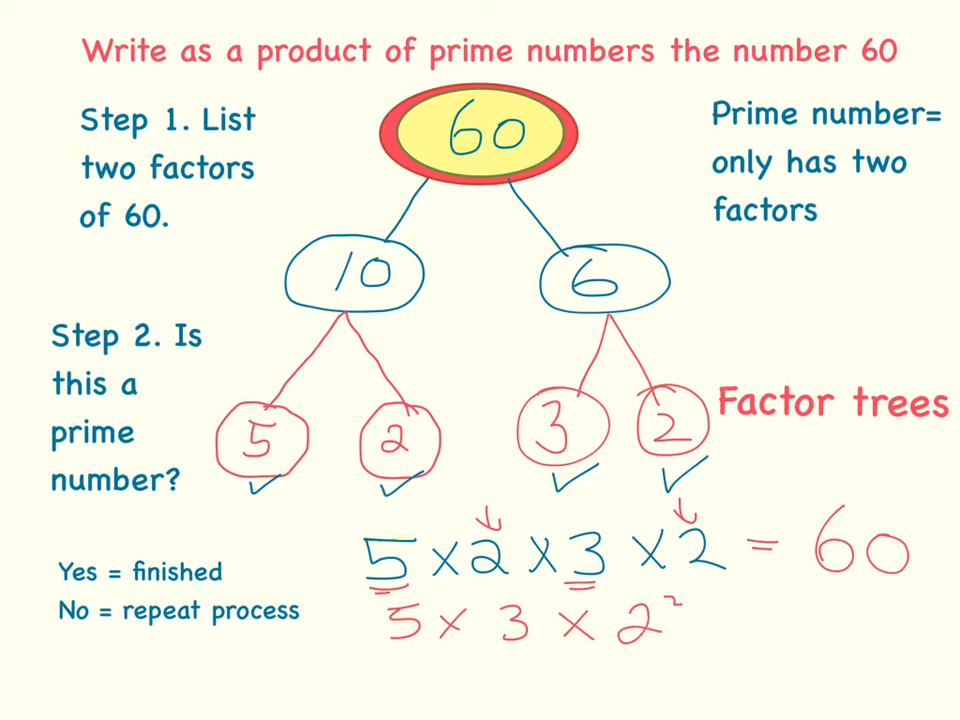 Write as a product of prime numbers the number 60
Step 1. List
two factors
of 60.
60
Prime number=
only has two
factors
10
6
Step 2. Is
this a
prime
number?
5
2
3
2
Factor trees
5 × 2 × 3 × 2 = 60
5 × 3 × 2²
Yes = finished
No = repeat process